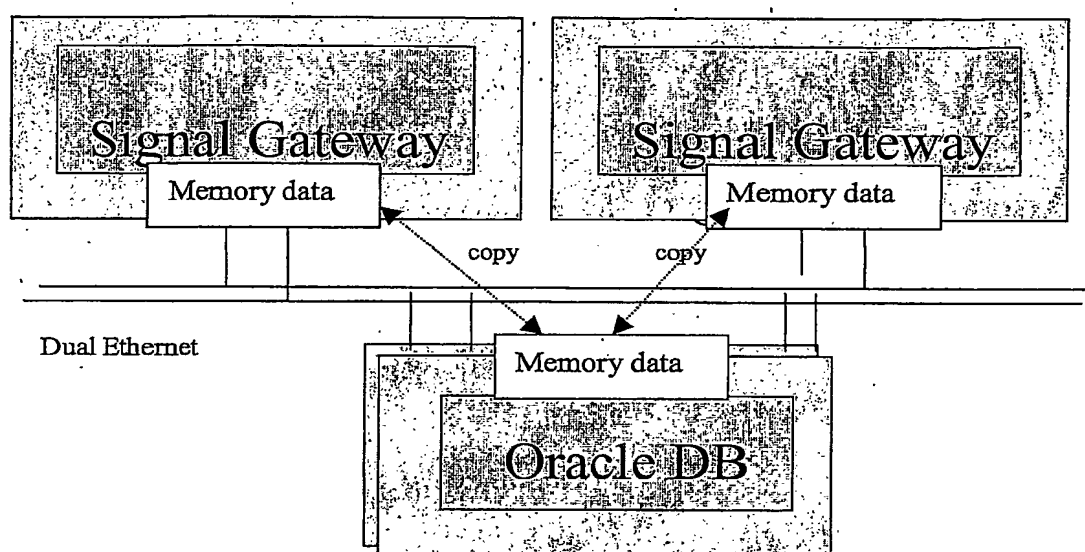 Signal Gateway
Signal Gateway
Memory data
Memory data
copy
copy
Dual Ethernet
Memory data
Oracle DB